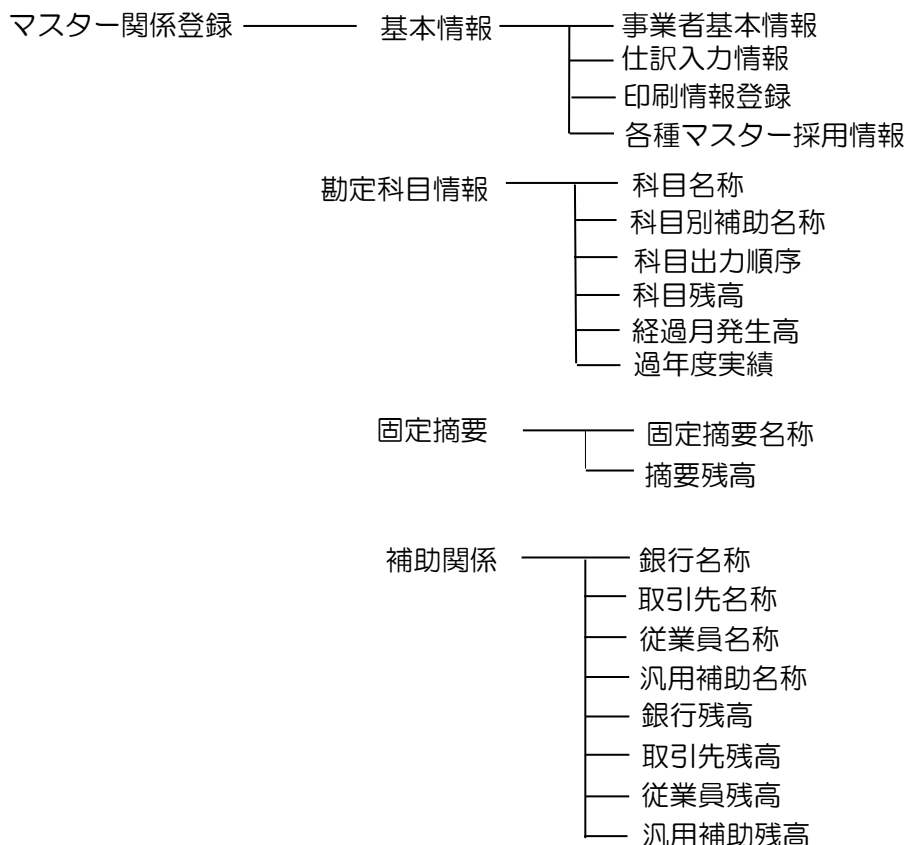 マスター関係登録 基本情報 事業者基本情報
仕訳入力情報
印刷情報登録
各種マスター採用情報
勘定科目情報 科目名称
科目別補助名称
科目出力順序
科目残高
経過月発生高
過年度実績
固定摘要 固定摘要名称
摘要残高
補助関係 銀行名称
取引先名称
従業員名称
汎用補助名称
銀行残高
取引先残高
従業員残高
汎用補助残高